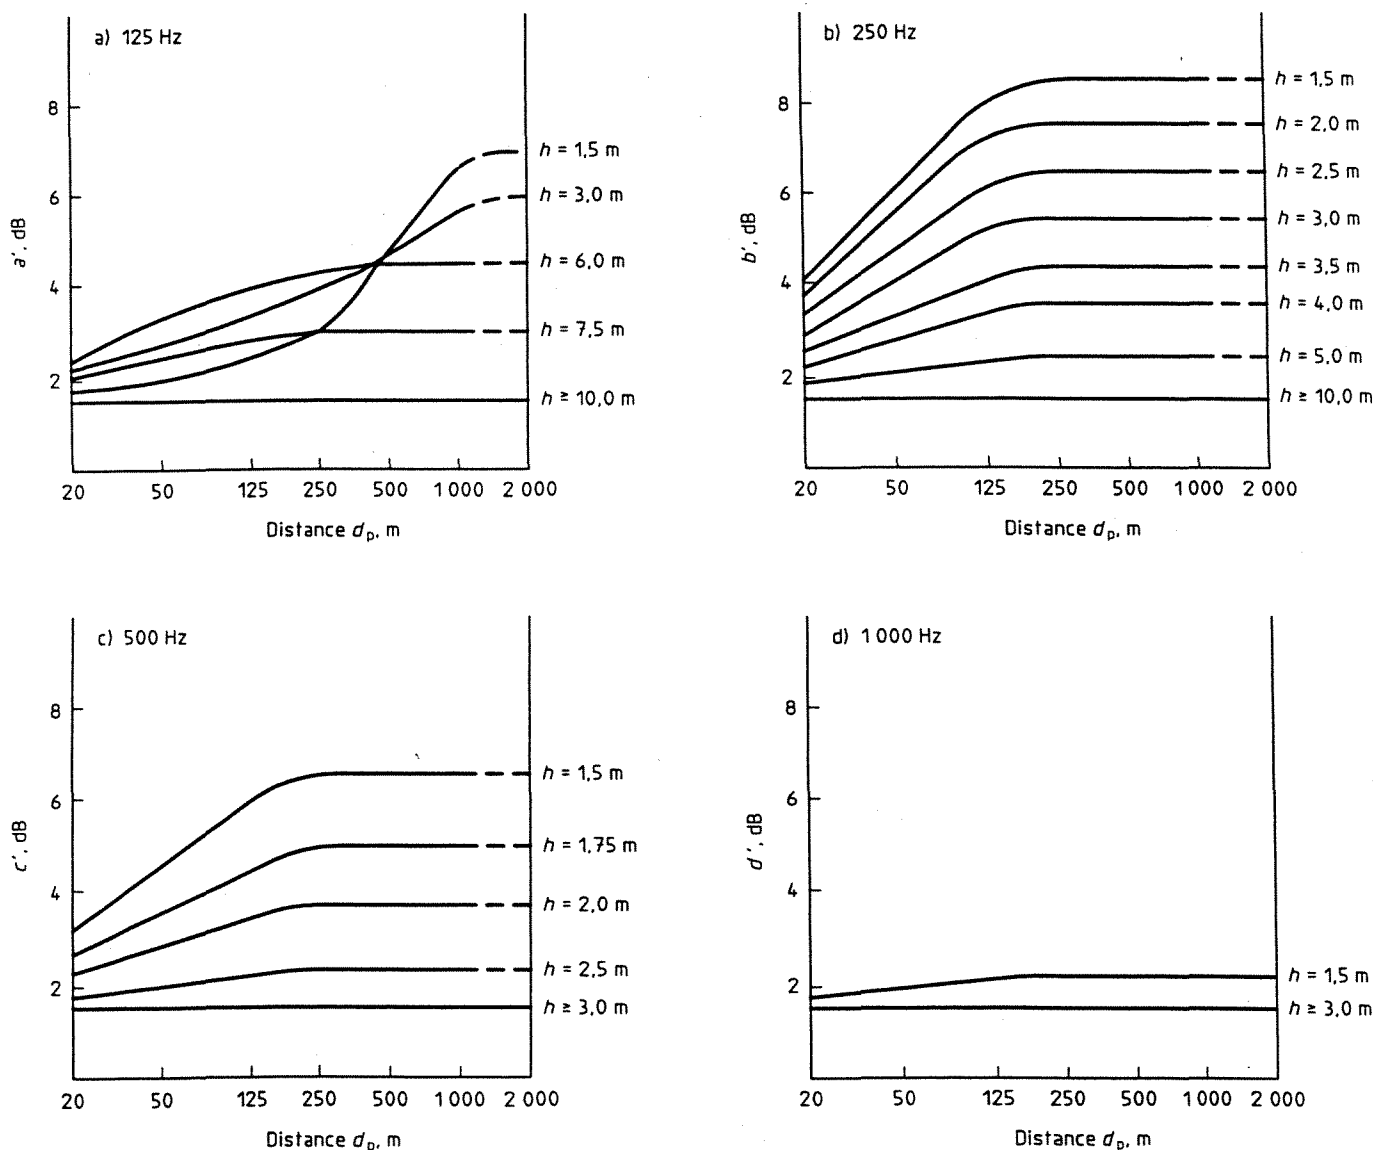 a) 125 Hz
8
6
4
2
a′, dB
h = 1,5 m
h = 3,0 m
h = 6,0 m
h = 7,5 m
h ≥ 10,0 m
20 50 125 250 500 1 000 2 000
Distance dp, m
b) 250 Hz
8
6
4
2
b′, dB
h = 1,5 m
h = 2,0 m
h = 2,5 m
h = 3,0 m
h = 3,5 m
h = 4,0 m
h = 5,0 m
h ≥ 10,0 m
20 50 125 250 500 1 000 2 000
Distance dp, m
c) 500 Hz
8
6
4
2
c′, dB
h = 1,5 m
h = 1,75 m
h = 2,0 m
h = 2,5 m
h ≥ 3,0 m
20 50 125 250 500 1 000 2 000
Distance dp, m
d) 1 000 Hz
8
6
4
2
d′, dB
h = 1,5 m
h ≥ 3,0 m
20 50 125 250 500 1 000 2 000
Distance dp, m